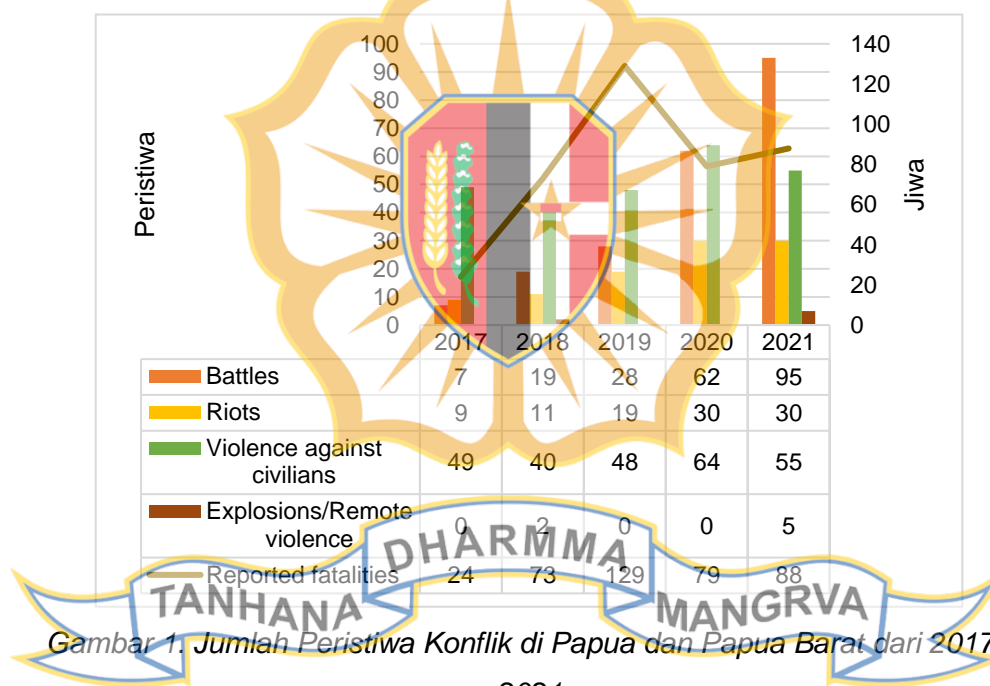 100
90
80
70
60
50
40
30
20
10
0
Peristiwa
140
120
100
80
60
40
20
0
Jiwa
2017 2018 2019 2020 2021
Battles 7 19 28 62 95
Riots 9 11 19 30 30
Violence against
civilians 49 40 48 64 55
Explosions/Remote
violence 0 2 0 0 5
Reported fatalities 24 73 129 79 88
TANHANA DHARMMA MANGRVA
Gambar 1. Jumlah Peristiwa Konflik di Papua dan Papua Barat dari 2017